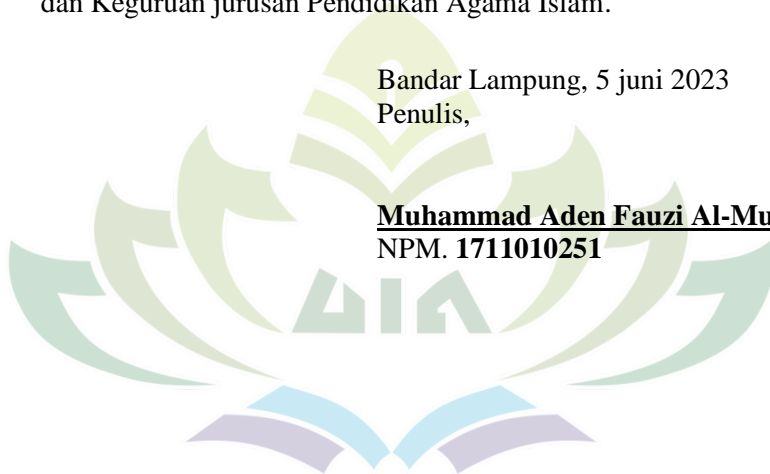 dan Keguruan jurusan Pendidikan Agama Islam.
Bandar Lampung, 5 juni 2023
Penulis,
Muhammad Aden Fauzi Al-Mu
NPM. 1711010251
UIN